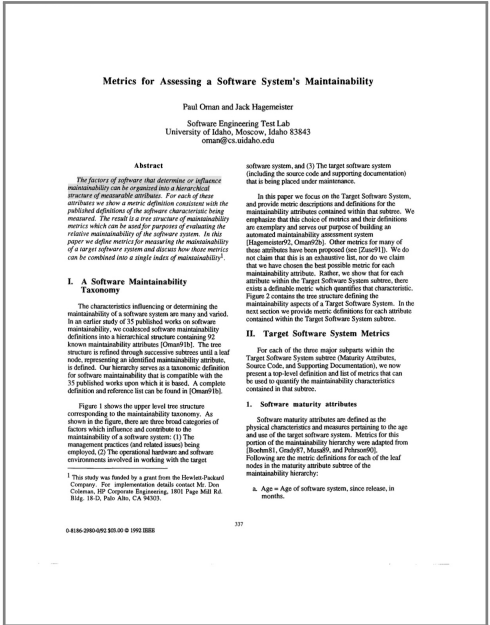 Metrics for Assessing a Software System's Maintainability
Paul Oman and Jack Hagemeister
Software Engineering Test Lab
University of Idaho, Moscow, Idaho 83843
oman@cs.uidaho.edu
Abstract
The factors of software that determine or influence
maintainability can be organized into a hierarchical
structure of measurable attributes. For each of these
attributes we show a metric definition consistent with the
published definitions of the software characteristic being
measured. The result is a tree structure of maintainability
metrics which can be used for purposes of evaluating the
relative maintainability of the software system. In this
paper we define metrics for measuring the maintainability
of a target software system and discuss how those metrics
can be combined into a single index of maintainability1.
I. A Software Maintainability
Taxonomy
The characteristics influencing or determining the
maintainability of a software system are many and varied.
In an earlier study of 35 published works on software
maintainability, we coalesced software maintainability
definitions into a hierarchical structure containing 92
known maintainability attributes [Oman91b]. The tree
structure is refined through successive subtrees until a leaf
node, representing an identified maintainability attribute,
is defined. Our hierarchy serves as a taxonomic definition
for software maintainability that is compatible with the
35 published works upon which it is based. A complete
definition and reference list can be found in [Oman91b].
Figure 1 shows the upper level tree structure
corresponding to the maintainability taxonomy. As
shown in the figure, there are three broad categories of
factors which influence and contribute to the
maintainability of a software system: (1) The
management practices (and related issues) being
employed, (2) The operational hardware and software
environments involved in working with the target
1 This study was funded by a grant from the Hewlett-Packard
Company. For implementation details contact Mr. Don
Coleman, HP Corporate Engineering, 1801 Page Mill Rd.
Bldg. 18-D, Palo Alto, CA 94303.
software system, and (3) The target software system
(including the source code and supporting documentation)
that is being placed under maintenance.
In this paper we focus on the Target Software System,
and provide metric descriptions and definitions for the
maintainability attributes contained within that subtree. We
emphasize that this choice of metrics and their definitions
are exemplary and serves our purpose of building an
automated maintainability assessment system
[Hagemeister92, Oman92b]. Other metrics for many of
these attributes have been proposed (see [Zuse91]). We do
not claim that this is an exhaustive list, nor do we claim
that we have chosen the best possible metric for each
maintainability attribute. Rather, we show that for each
attribute within the Target Software System subtree, there
exists a definable metric which quantifies that characteristic.
Figure 2 contains the tree structure defining the
maintainability aspects of a Target Software System. In the
next section we provide metric definitions for each attribute
contained within the Target Software System subtree.
II. Target Software System Metrics
For each of the three major subparts within the
Target Software System subtree (Maturity Attributes,
Source Code, and Supporting Documentation), we now
present a top-level definition and list of metrics that can
be used to quantify the maintainability characteristics
contained in that subtree.
1. Software maturity attributes
Software maturity attributes are defined as the
physical characteristics and measures pertaining to the age
and use of the target software system. Metrics for this
portion of the maintainability hierarchy were adapted from
[Boehm81, Grady87, Musa89, and Pehrson90].
Following are the metric definitions for each of the leaf
nodes in the maturity attribute subtree of the
maintainability hierarchy:
a. Age = Age of software system, since release, in
months.
337
0-8186-2980-0/92 $03.00 © 1992 IEEE